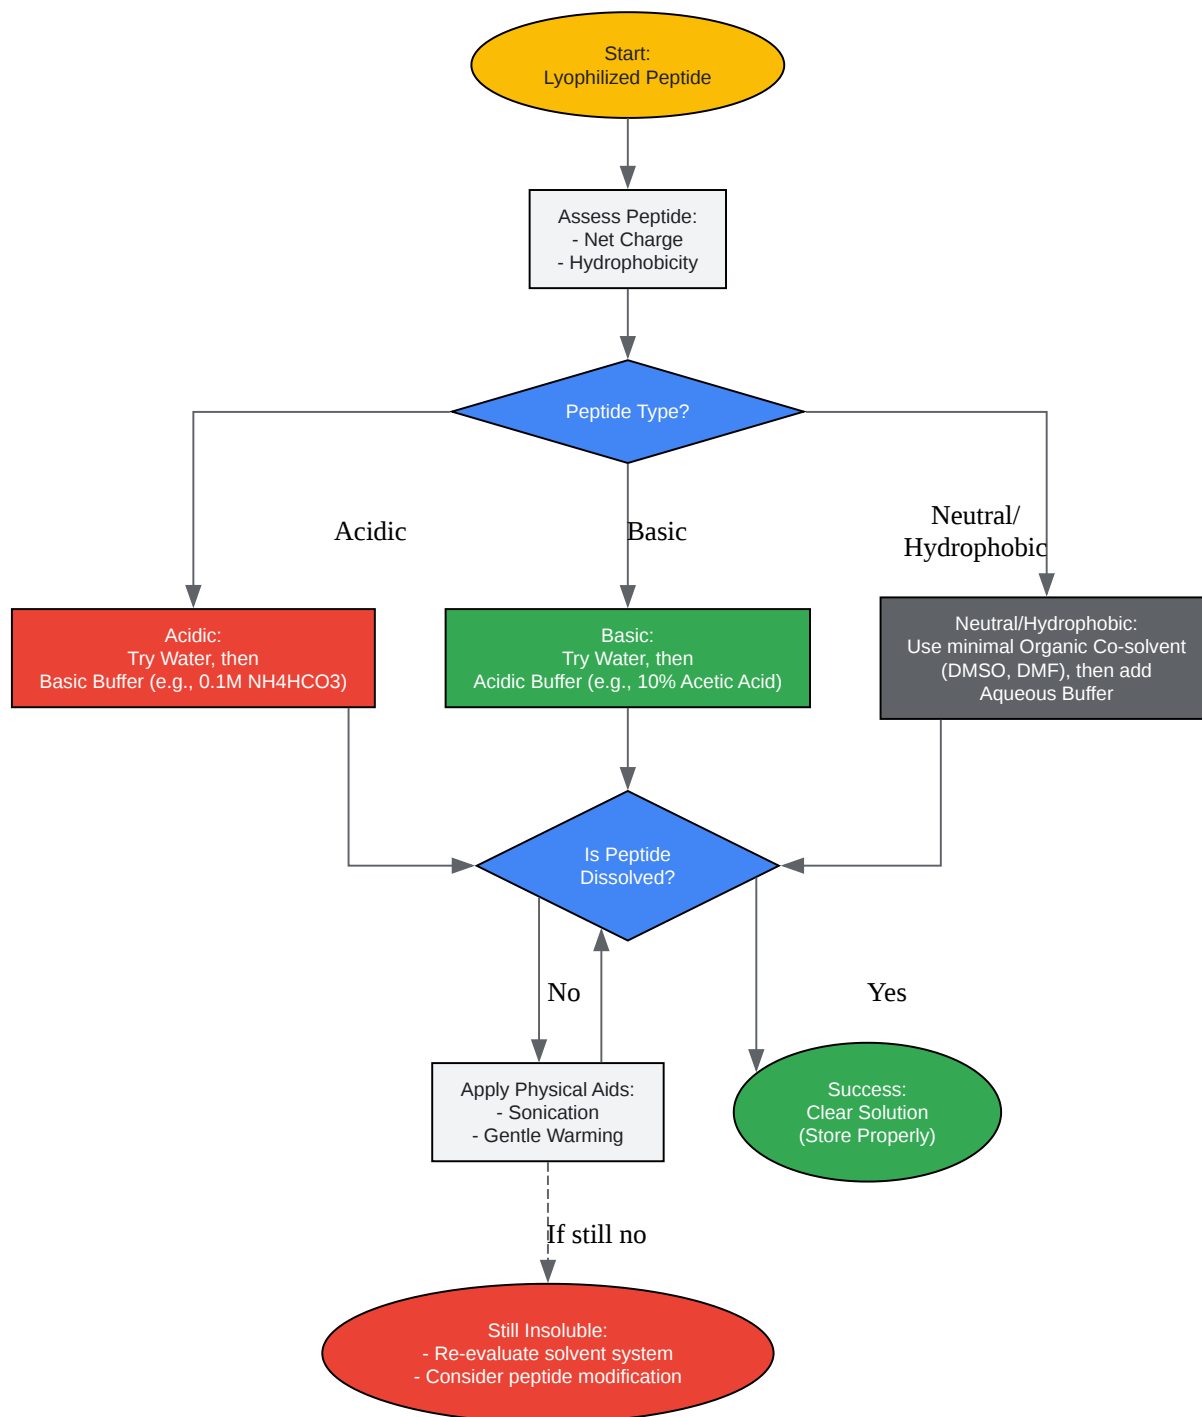 Start:
Lyophilized Peptide
Assess Peptide:
- Net Charge
- Hydrophobicity
Peptide Type?
Acidic
Basic
Neutral/
Hydrophobic
Acidic:
Try Water, then
Basic Buffer (e.g., 0.1M NH4HCO3)
Basic:
Try Water, then
Acidic Buffer (e.g., 10% Acetic Acid)
Neutral/Hydrophobic:
Use minimal Organic Co-solvent
(DMSO, DMF), then add
Aqueous Buffer
Is Peptide
Dissolved?
No
Yes
Apply Physical Aids:
- Sonication
- Gentle Warming
Success:
Clear Solution
(Store Properly)
If still no
Still Insoluble:
- Re-evaluate solvent system
- Consider peptide modification